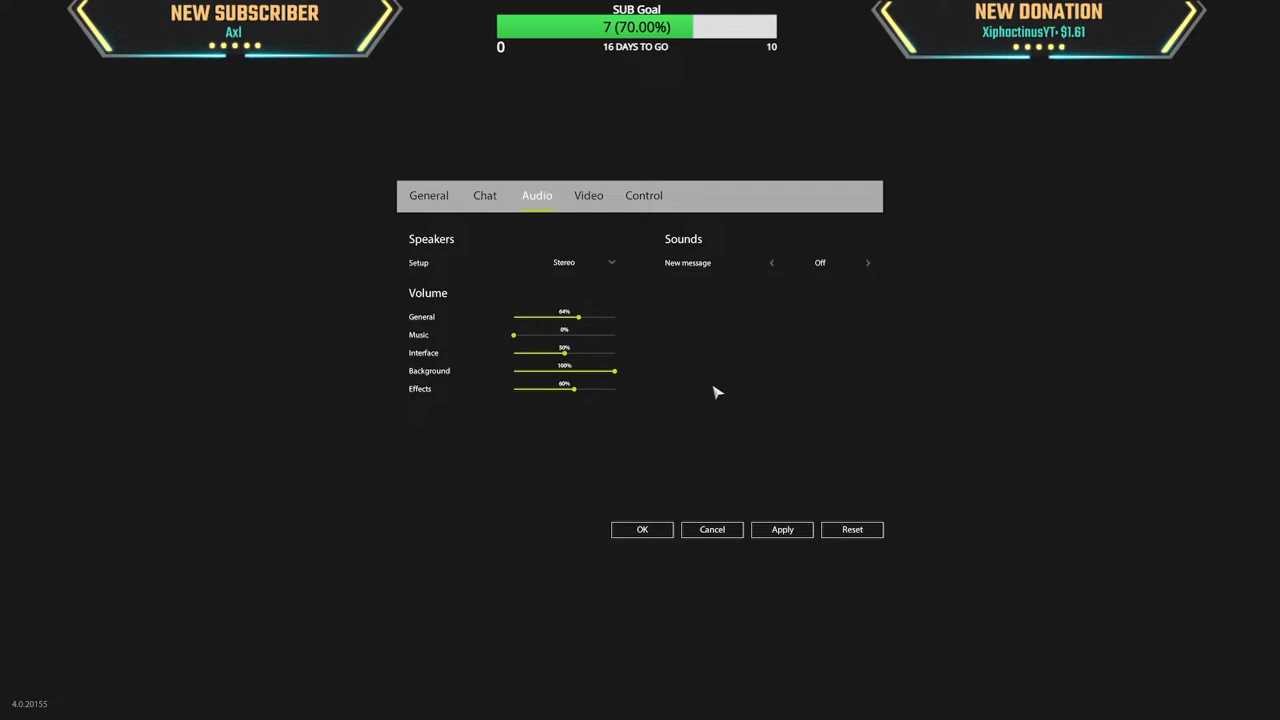 NEW SUBSCRIBER
Axl
SUB Goal
7 (70.00%)
0
16 DAYS TO GO
10
NEW DONATION
XiphactinusYT• $1.61
General Chat Audio Video Control
Speakers
Setup Stereo
Volume
General 64%
Music 0%
Interface 50%
Background 100%
Effects 60%
Sounds
New message Off
OK Cancel Apply Reset
4.0.20155